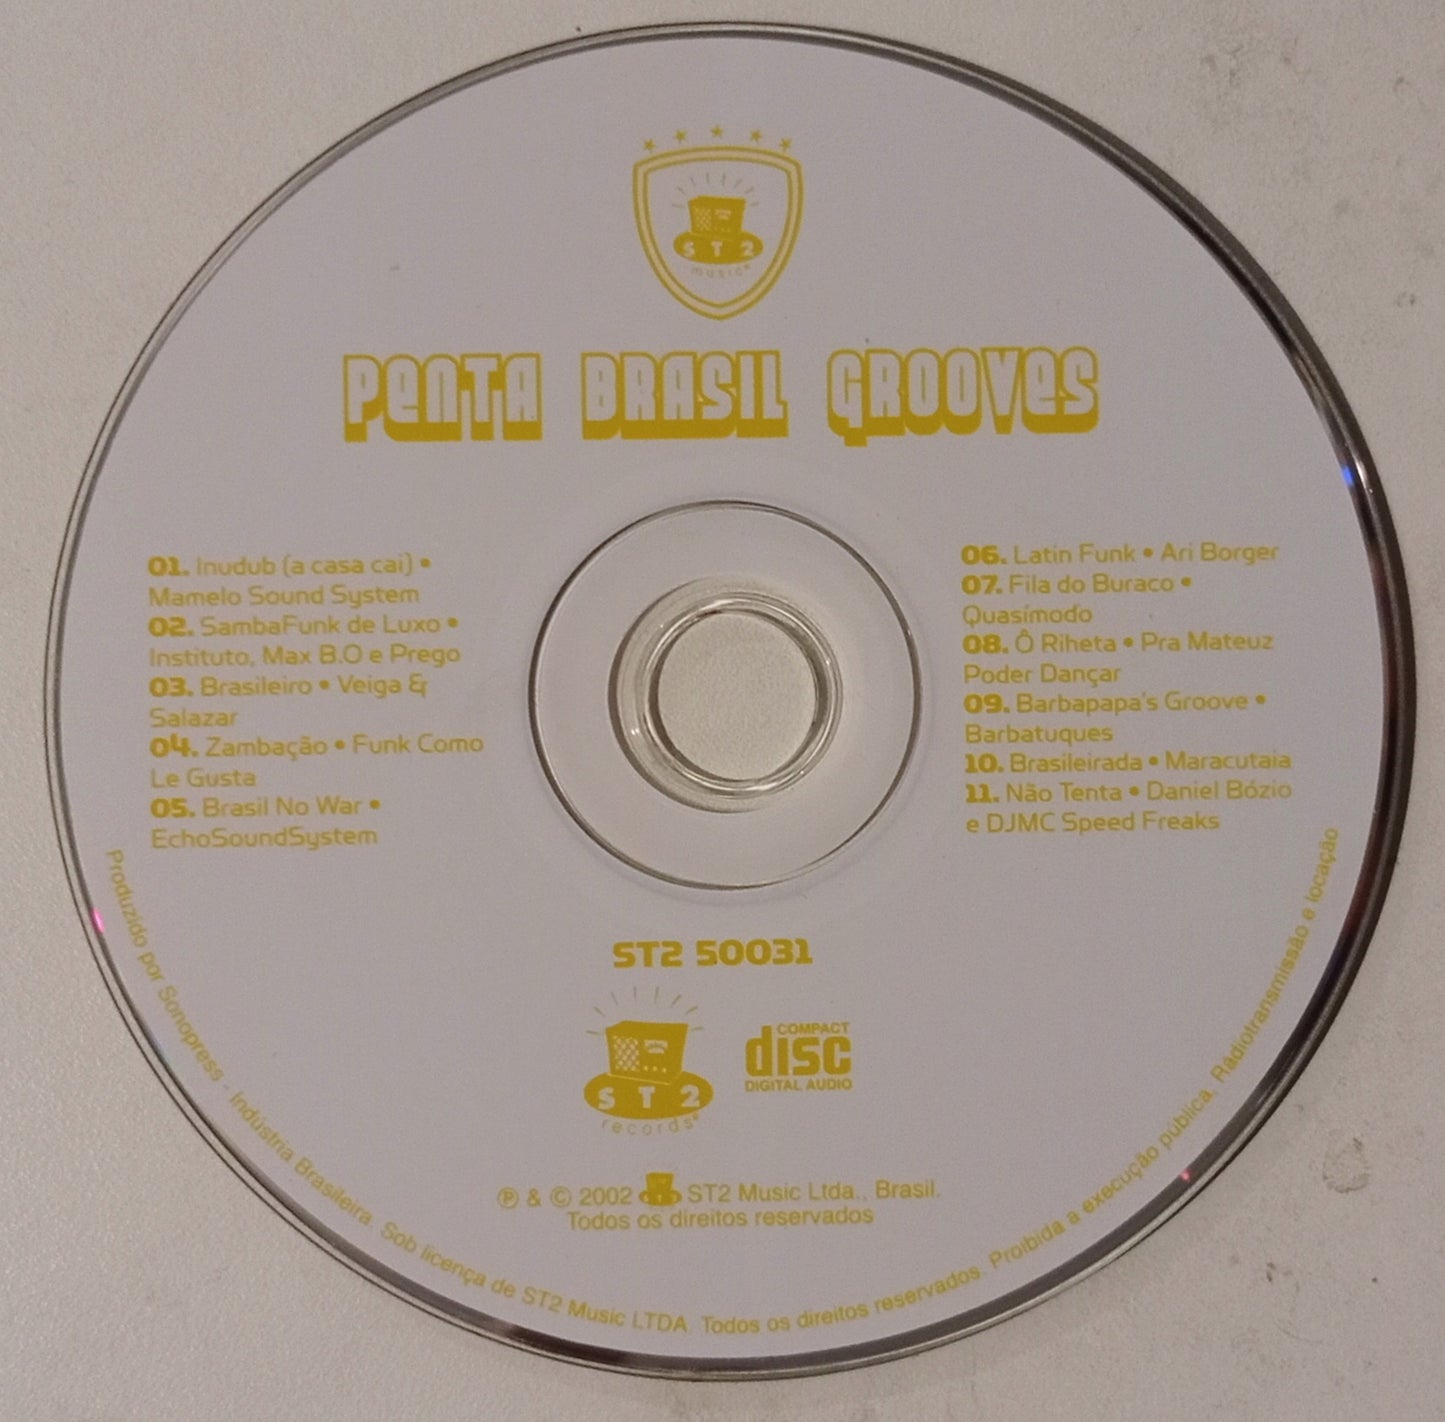 ST2
music®
PENTA BRASIL GROOVES
01. Inudub (a casa cai) •
Mamelo Sound System
02. SambaFunk de Luxo •
Instituto, Max B.O e Prego
03. Brasileiro • Veiga &
Salazar
04. Zambação • Funk Como
Le Gusta
05. Brasil No War •
EchoSoundSystem
06. Latin Funk • Ari Borger
07. Fila do Buraco •
Quasímodo
08. Ô Riheta • Pra Mateuz
Poder Dançar
09. Barbapapa's Groove •
Barbatuques
10. Brasileirada • Maracutaia
11. Não Tenta • Daniel Bózio
e DJMC Speed Freaks
ST2 50031
ST2
records®
COMPACT
disc
DIGITAL AUDIO
℗ & © 2002 ST2 Music Ltda., Brasil.
Todos os direitos reservados
Produzido por Sonopress - Indústria Brasileira. Sob licença de ST2 Music LTDA. Todos os direitos reservados. Proibida a execução pública. Rádiotransmissão e locação